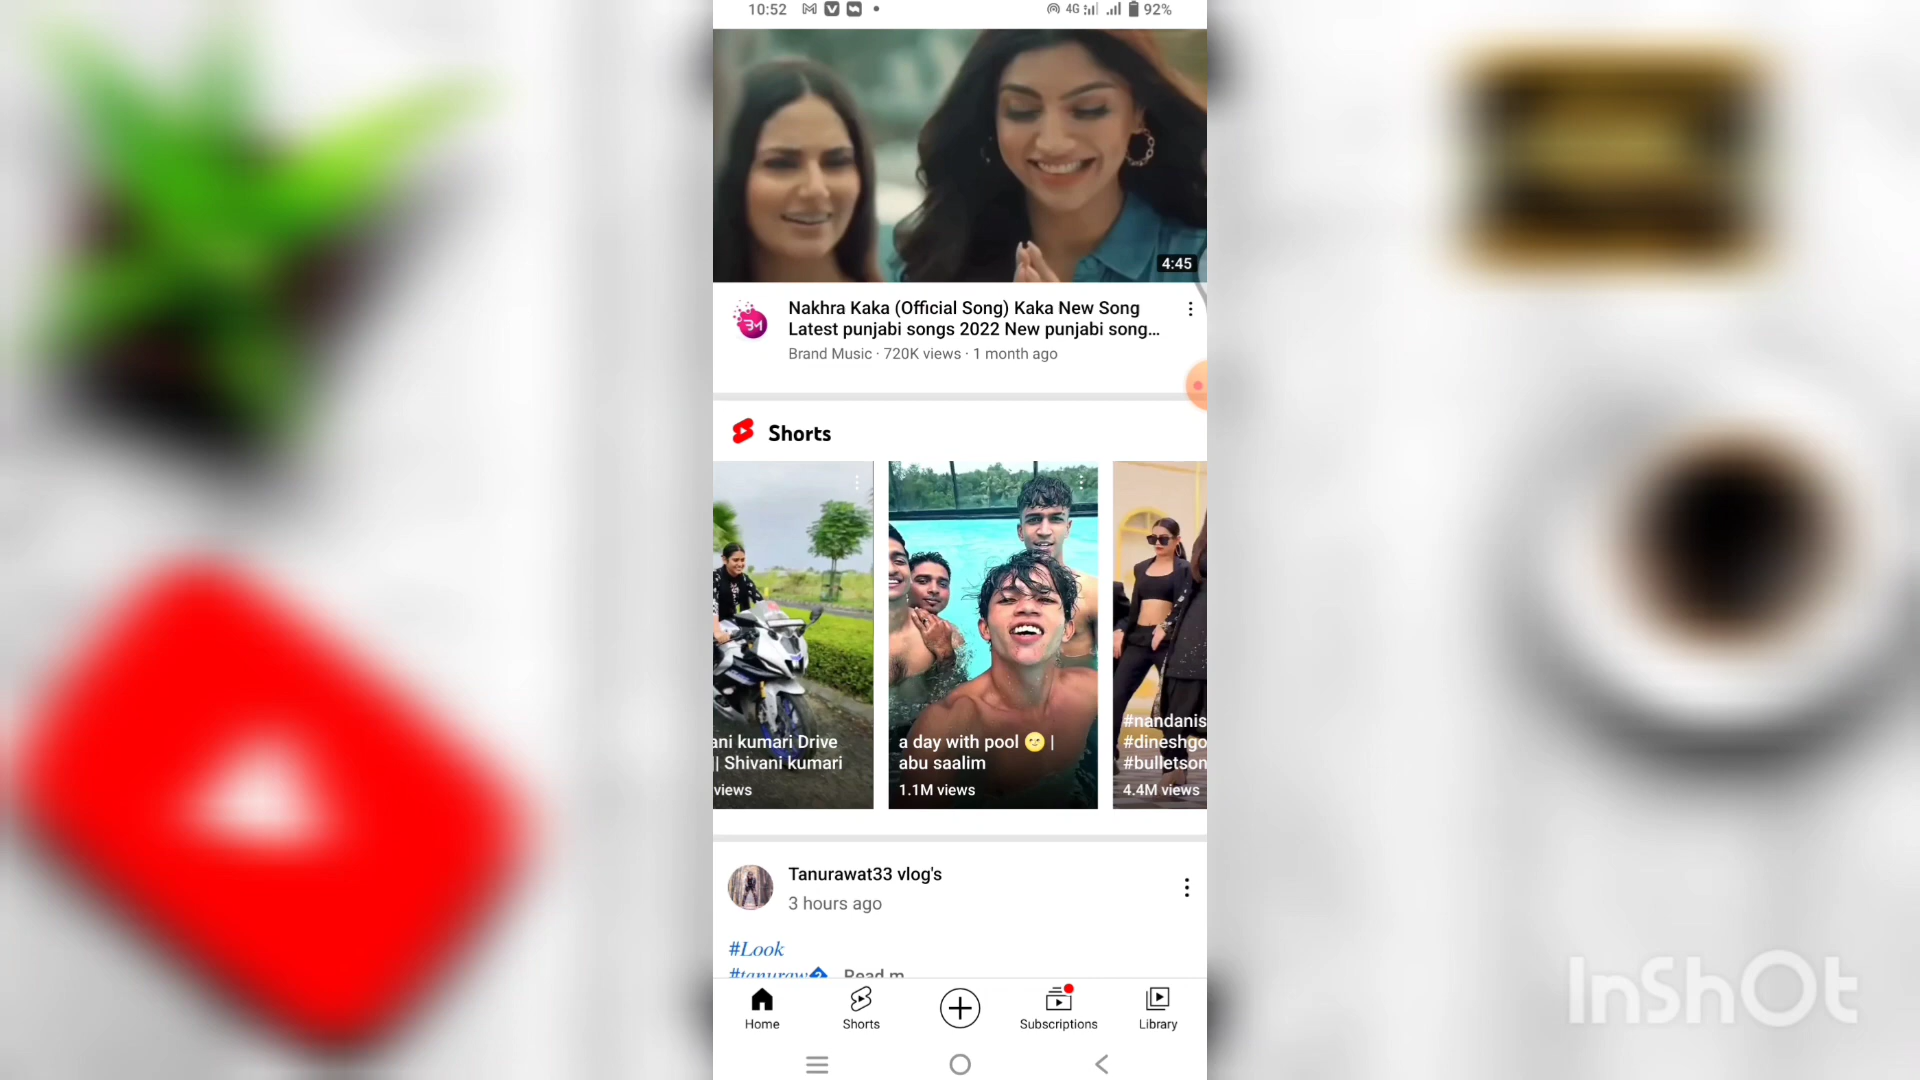 10:52
4G
92%
4:45
Nakhra Kaka (Official Song) Kaka New Song
Latest punjabi songs 2022 New punjabi song...
Brand Music · 720K views · 1 month ago
Shorts
ani kumari Drive
|| Shivani kumari
views
a day with pool 🌝 |
abu saalim
1.1M views
#nandanis
#dineshgo
#bulletson
4.4M views
Tanurawat33 vlog's
3 hours ago
#Look
#tanuraw
Read m
Home
Shorts
Subscriptions
Library
InShOt